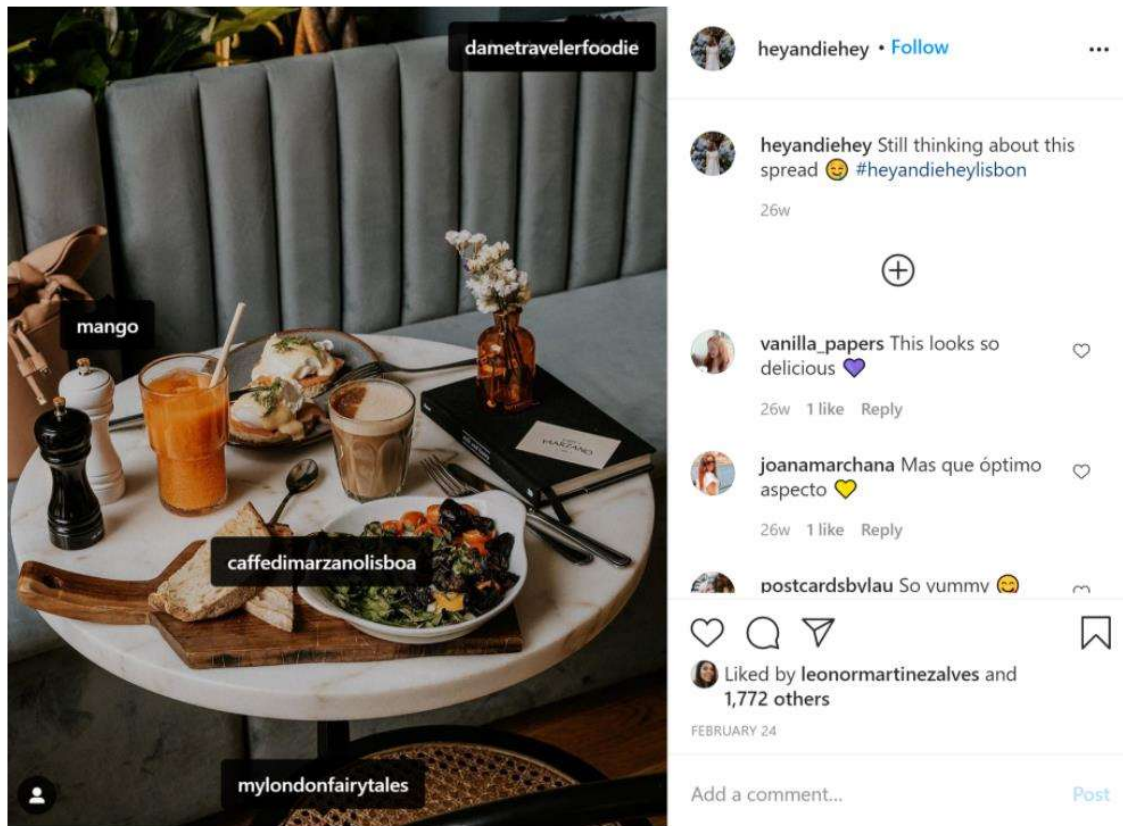 dametravelerfoodie
mango
MARZANO
caffedimarzanolisboa
mylondonfairytales
heyandiehey • Follow
heyandiehey Still thinking about this
spread 🤤 #heyandieheylisbon
26w
vanilla_papers This looks so
delicious 💜
26w 1 like Reply
joanamarchana Mas que óptimo
aspecto 💛
26w 1 like Reply
postcardsbylau So yummy 😋
Liked by leonormartinezalves and
1,772 others
FEBRUARY 24
Add a comment...
Post